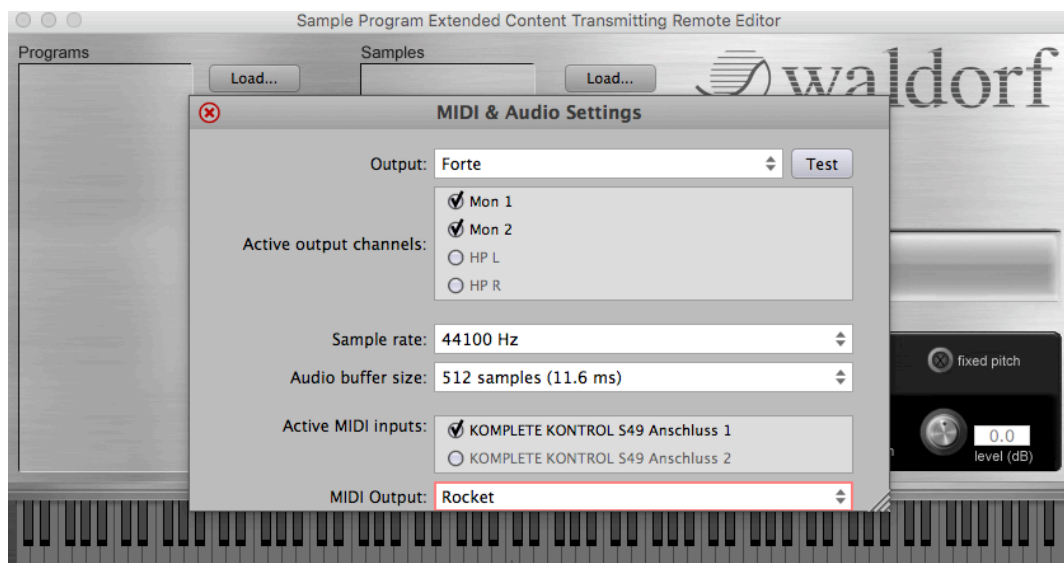 Sample Program Extended Content Transmitting Remote Editor
Programs
Samples
Load...
Load...
waldorf
MIDI & Audio Settings
Output: Forte
Test
Active output channels:
Mon 1
Mon 2
HP L
HP R
Sample rate: 44100 Hz
Audio buffer size: 512 samples (11.6 ms)
Active MIDI inputs:
KOMPLETE KONTROL S49 Anschluss 1
KOMPLETE KONTROL S49 Anschluss 2
MIDI Output: Rocket
fixed pitch
0.0
level (dB)